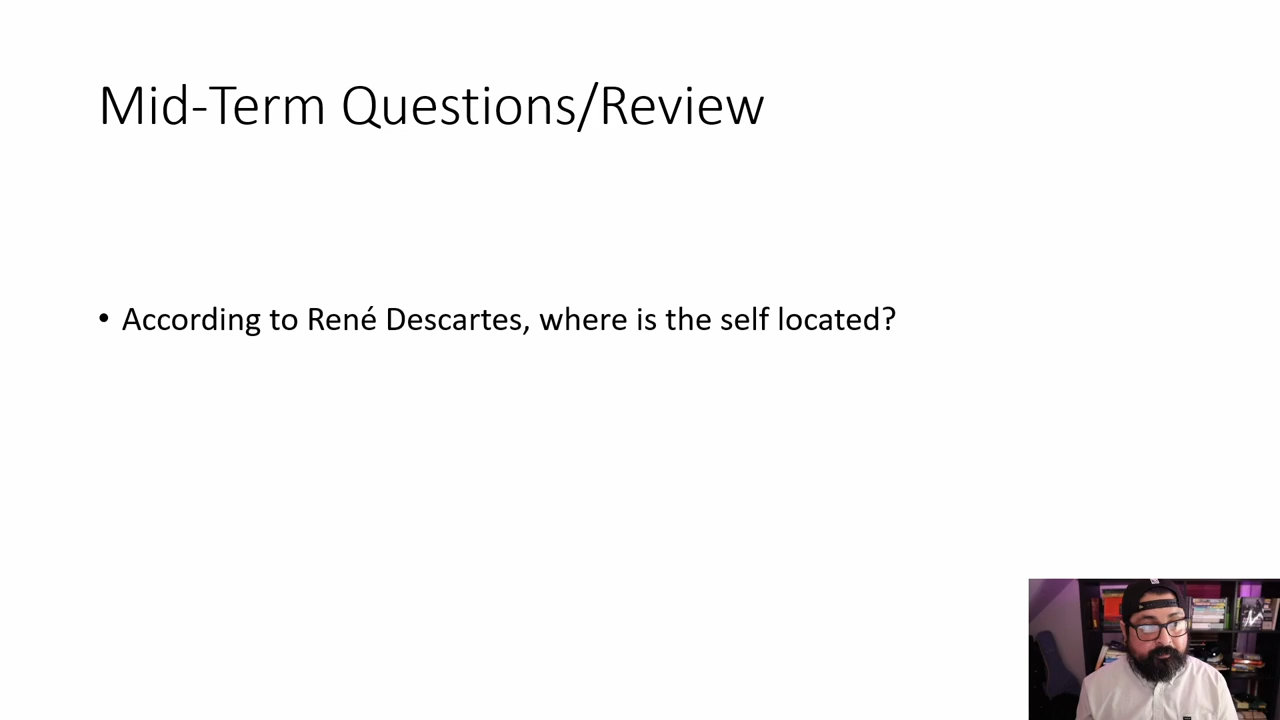 Mid-Term Questions/Review
• According to René Descartes, where is the self located?